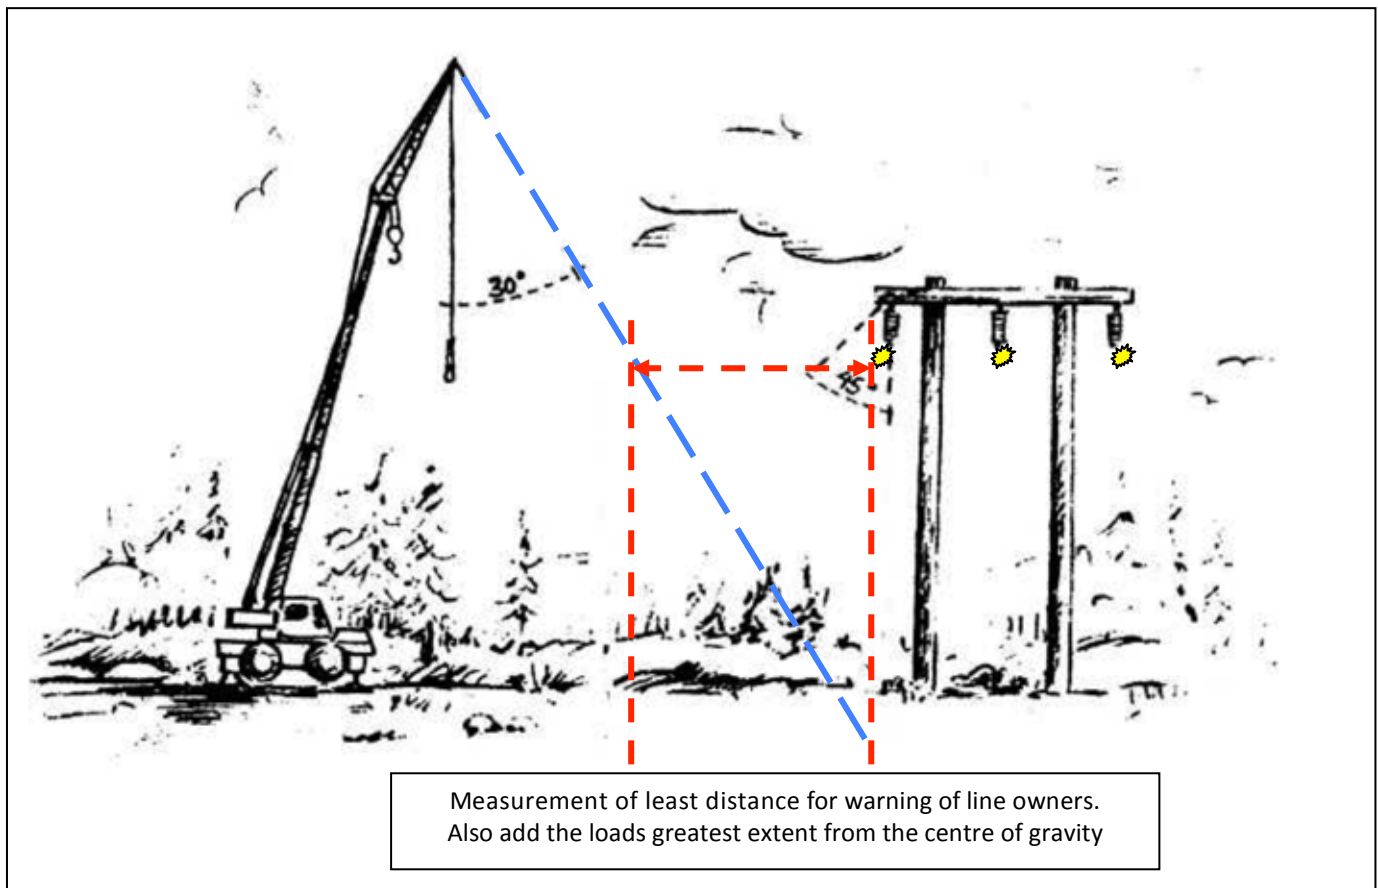 30°
45°
Measurement of least distance for warning of line owners.
Also add the loads greatest extent from the centre of gravity